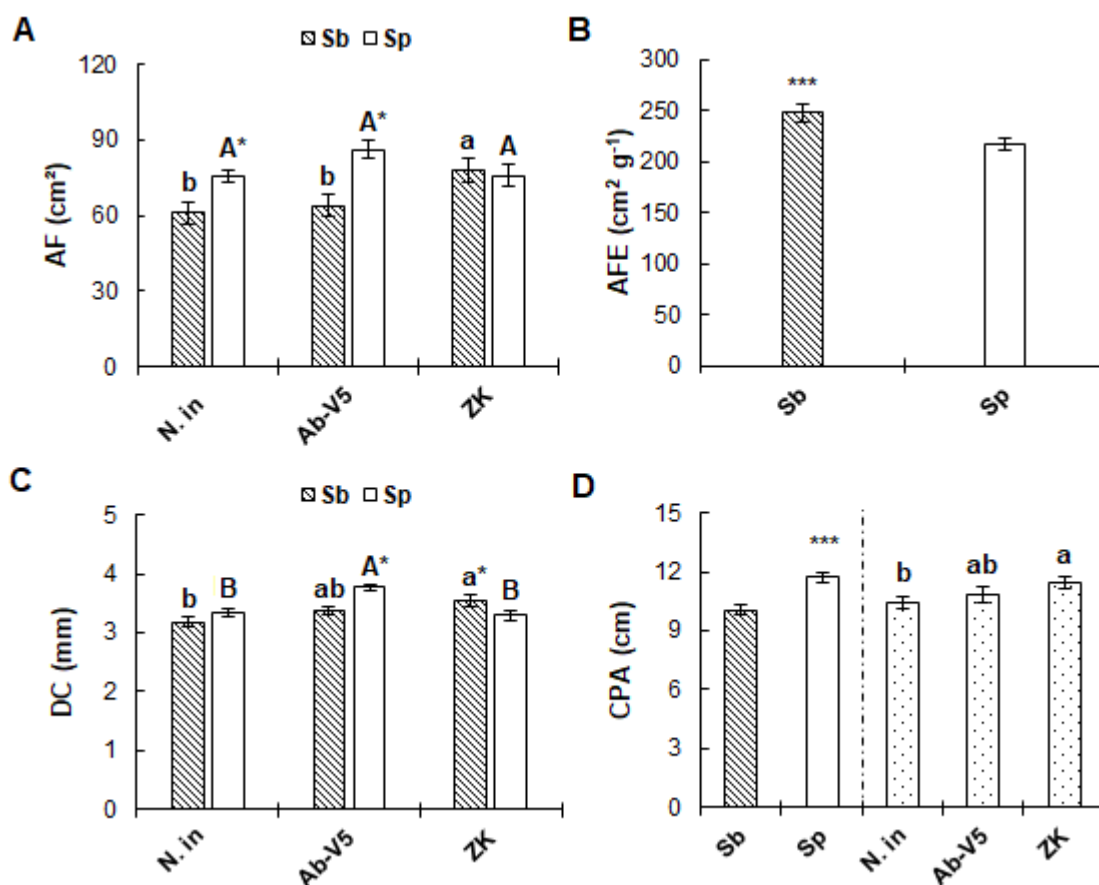 A
Sb Sp
AF (cm²)
120
90
60
30
0
b A* b A* a A
N. in Ab-V5 ZK
B
AFE (cm² g⁻¹)
300
250
200
150
100
50
0
***
Sb Sp
C
Sb Sp
DC (mm)
5
4
3
2
1
0
b B ab A* a* B
N. in Ab-V5 ZK
D
CPA (cm)
15
12
9
6
3
0
*** b ab a
Sb Sp N. in Ab-V5 ZK